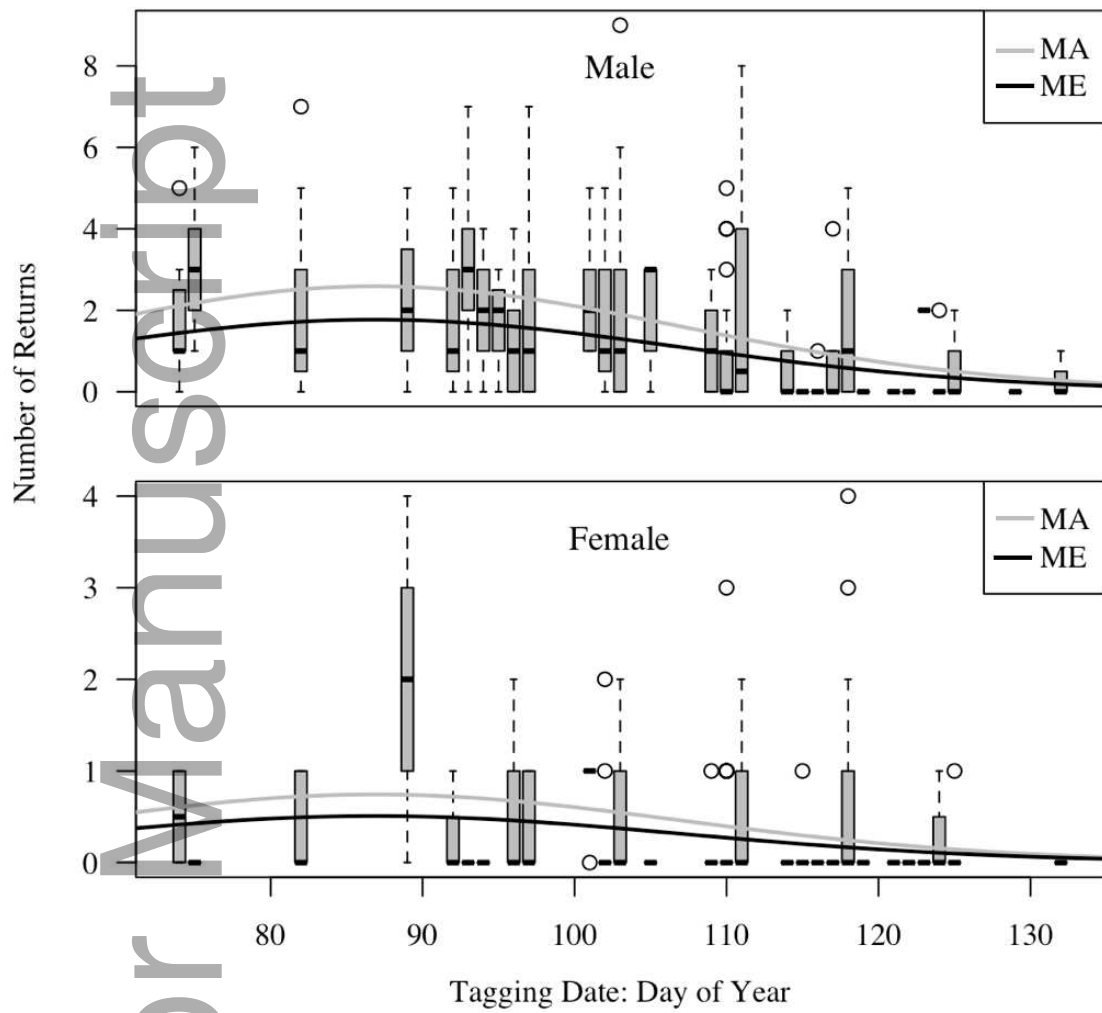 Male
MA
ME
8
6
4
2
0
Number of Returns
Female
MA
ME
4
3
2
1
0
80 90 100 110 120 130
Tagging Date: Day of Year
or Manuscript